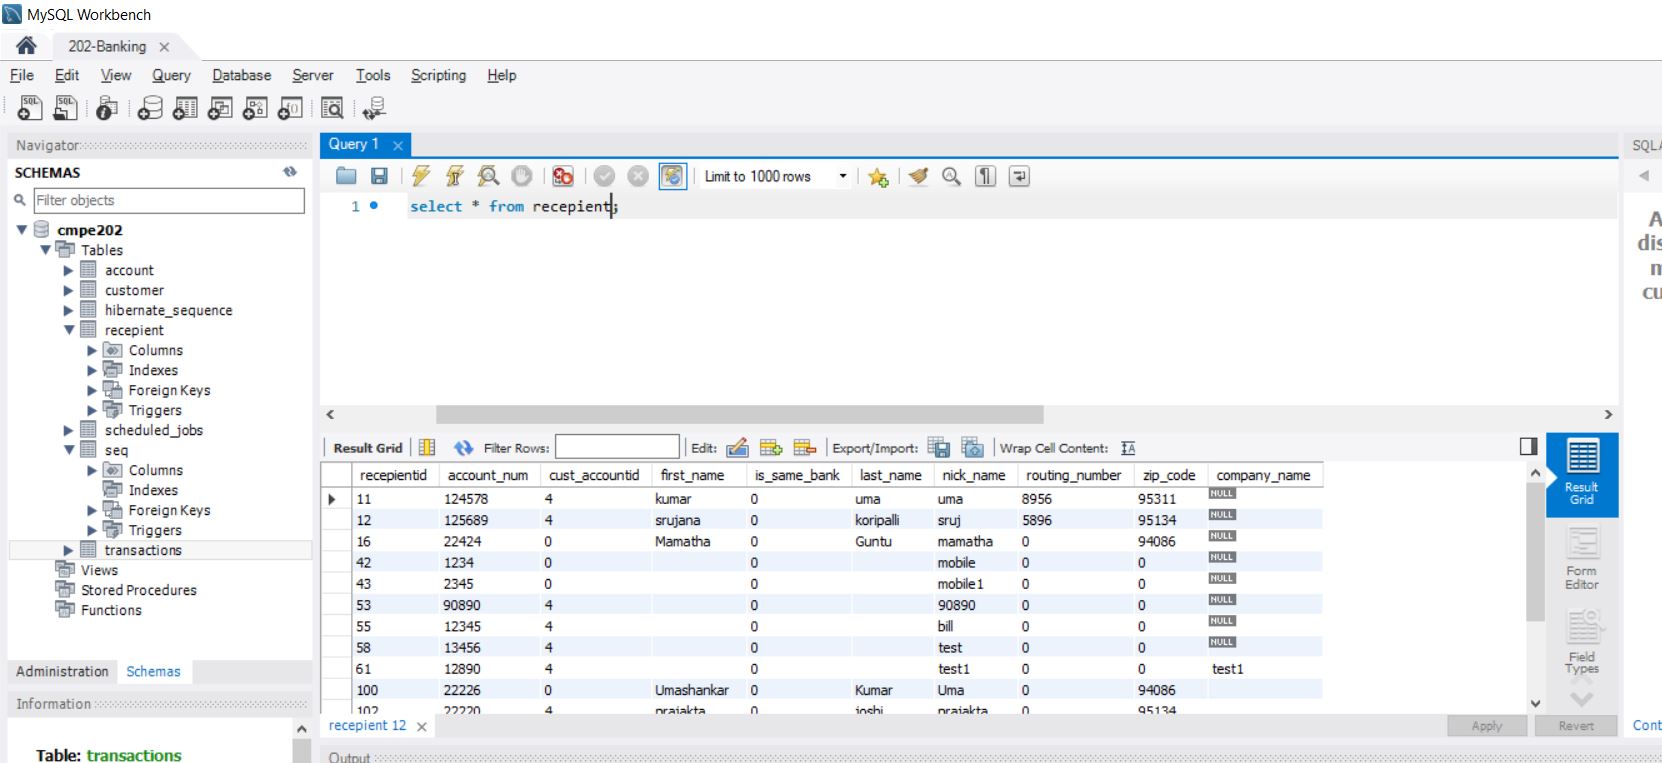 MySQL Workbench
202-Banking
File Edit View Query Database Server Tools Scripting Help
Navigator
SCHEMAS
Filter objects
cmpe202
Tables
account
customer
hibernate_sequence
recepient
Columns
Indexes
Foreign Keys
Triggers
scheduled_jobs
seq
Columns
Indexes
Foreign Keys
Triggers
transactions
Views
Stored Procedures
Functions
Administration Schemas
Information
Table: transactions
Query 1
Limit to 1000 rows
1 select * from recepient;
Result Grid Filter Rows: Edit: Export/Import: Wrap Cell Content:
recepientid account_num cust_accountid first_name is_same_bank last_name nick_name routing_number zip_code company_name
11 124578 4 kumar 0 uma uma 8956 95311 NULL
12 125689 4 srujana 0 koripalli sruj 5896 95134 NULL
16 22424 0 Mamatha 0 Guntu mamatha 0 94086 NULL
42 1234 0 0 mobile 0 0 NULL
43 2345 0 0 mobile1 0 0 NULL
53 90890 4 0 90890 0 0 NULL
55 12345 4 0 bill 0 0 NULL
58 13456 4 0 test 0 0 NULL
61 12890 4 0 test1 0 0 test1
100 22226 0 Umashankar 0 Kumar Uma 0 94086
102 22220 4 prajakta 0 joshi prajakta 0 95134
recepient 12
Apply Revert
Output
Result
Grid
Form
Editor
Field
Types
SQLA
A
dis
m
cu
Cont